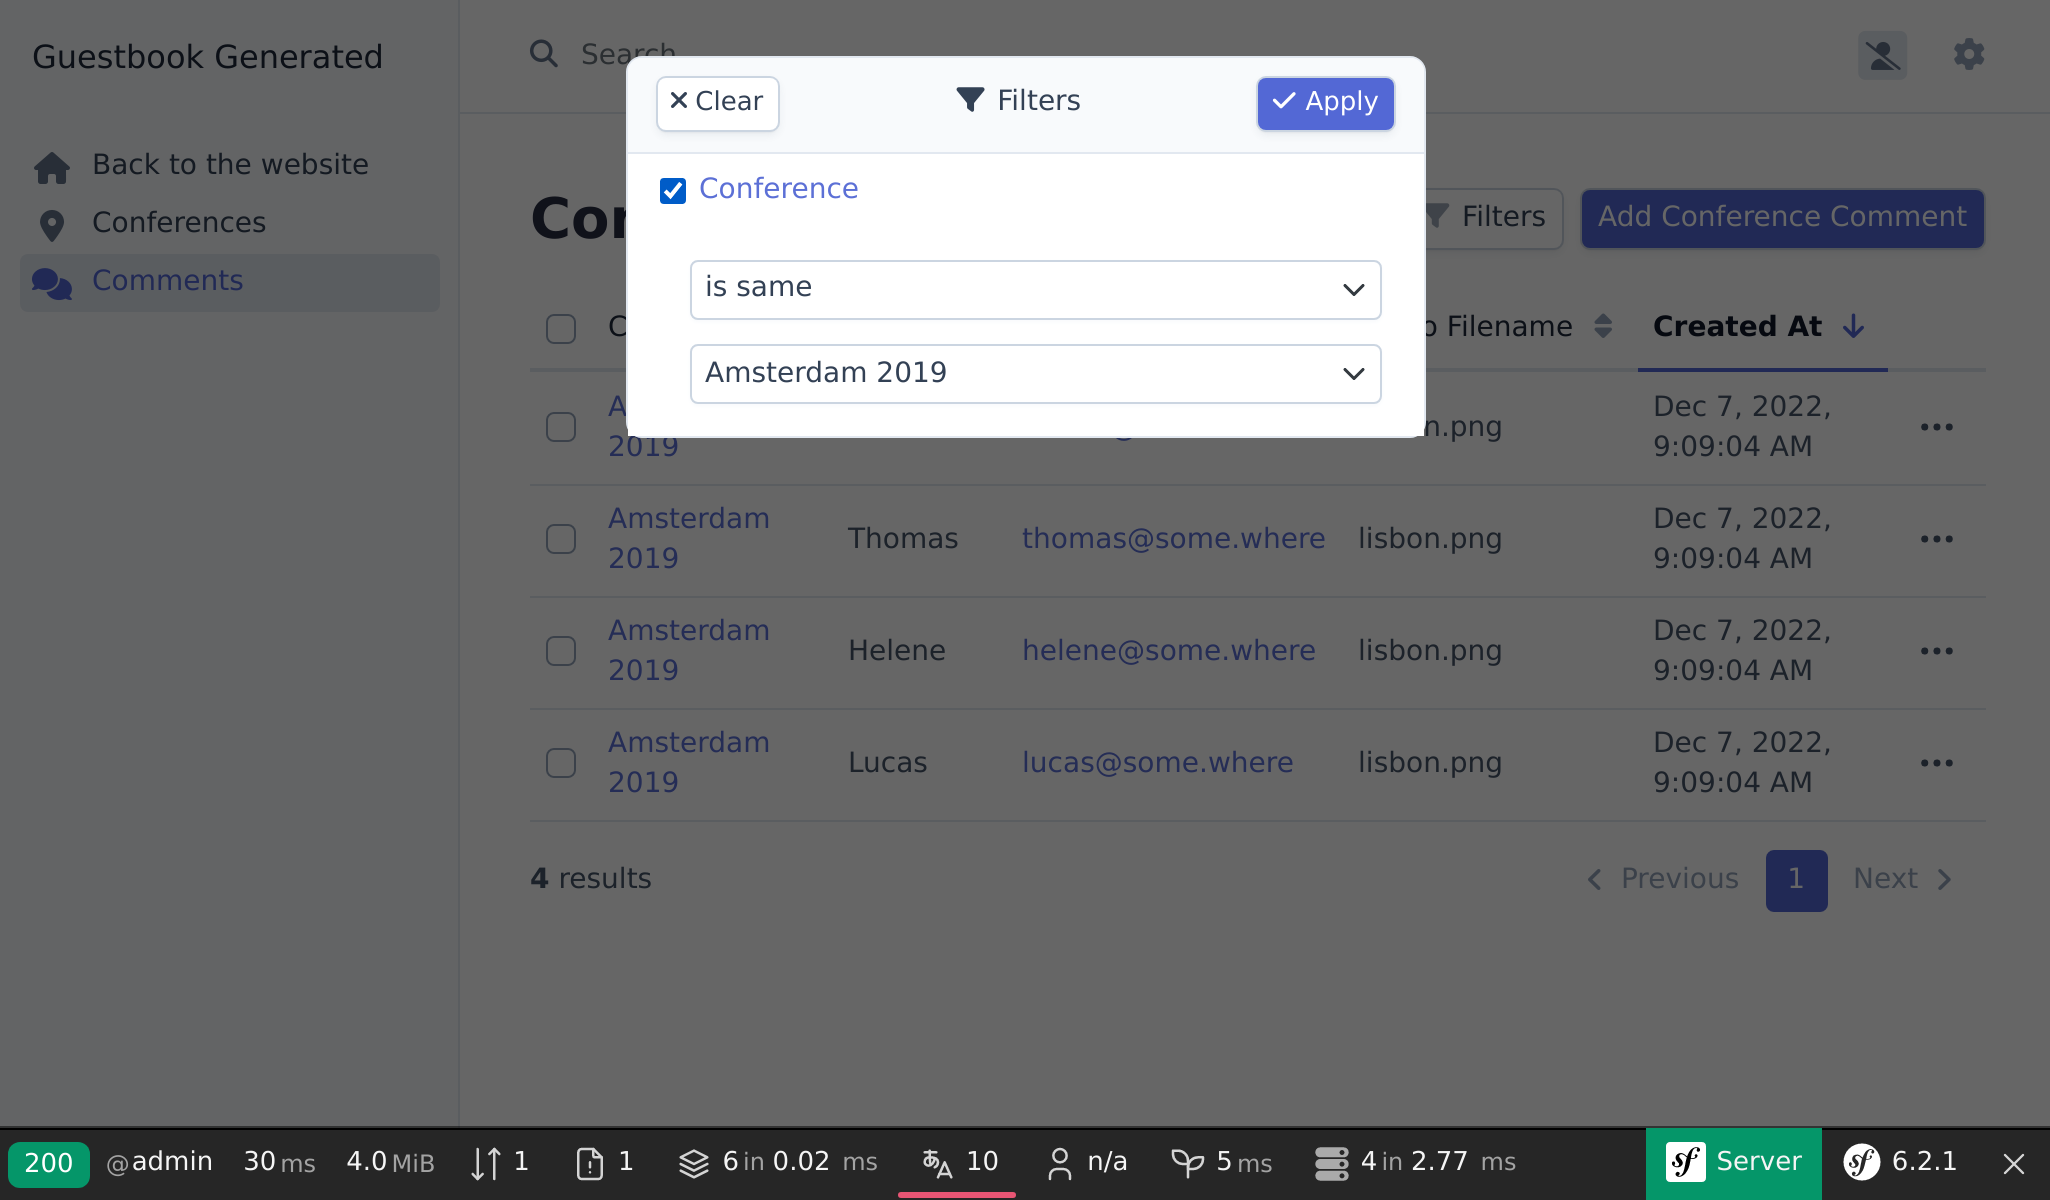 Guestbook Generated
Search
Clear
Filters
Apply
Back to the website
Conferences
Comments
Conference
is same
Amsterdam 2019
Filters
Add Conference Comment
Filename
Created At
2019
n.png
Dec 7, 2022,
9:09:04 AM
Amsterdam
2019
Thomas
thomas@some.where
lisbon.png
Dec 7, 2022,
9:09:04 AM
Amsterdam
2019
Helene
helene@some.where
lisbon.png
Dec 7, 2022,
9:09:04 AM
Amsterdam
2019
Lucas
lucas@some.where
lisbon.png
Dec 7, 2022,
9:09:04 AM
4 results
Previous
1
Next
200
@admin
30 ms
4.0 MiB
1
1
6 in 0.02 ms
10
n/a
5 ms
4 in 2.77 ms
sf Server
sf 6.2.1